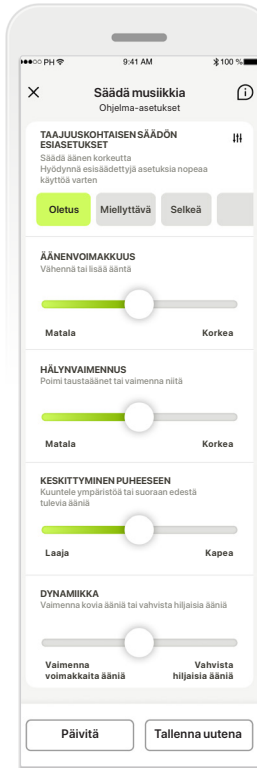 PH 9:41 AM 100 %
Säädä musiikkia
Ohjelma-asetukset
TAAJUUSKOHTAISEN SÄÄDÖN
ESIASETUKSET
Säädä äänen korkeutta
Hyödynnä esisäädettyjä asetuksia nopeaa
käyttöä varten
Oletus Miellyttävä Selkeä
ÄÄNENVOIMAKKUUS
Vähennä tai lisää ääntä
Matala Korkea
HÄLYNVAIMENNUS
Poimi taustaäänet tai vaimenna niitä
Matala Korkea
KESKITTYMINEN PUHEESEEN
Kuuntele ympäristöä tai suoraan edestä
tulevia ääniä
Laaja Kapea
DYNAMIIKKA
Vaimenna kovia ääniä tai vahvista hiljaisia ääniä
Vaimenna Vahvista
voimakkaita ääniä hiljaisia ääniä
Päivitä Tallenna uutena